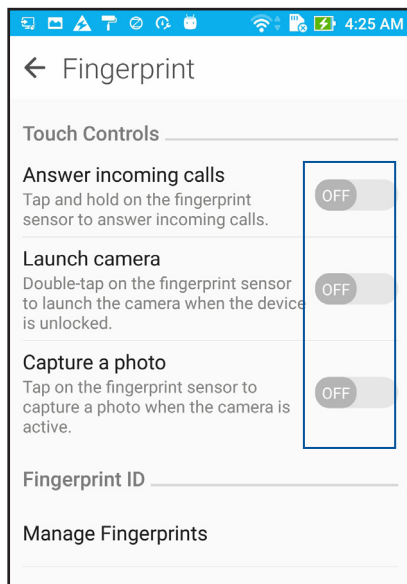 4:25 AM
Fingerprint
Touch Controls
Answer incoming calls
Tap and hold on the fingerprint
sensor to answer incoming calls.
OFF
Launch camera
Double-tap on the fingerprint sensor
to launch the camera when the device
is unlocked.
OFF
Capture a photo
Tap on the fingerprint sensor to
capture a photo when the camera is
active.
OFF
Fingerprint ID
Manage Fingerprints